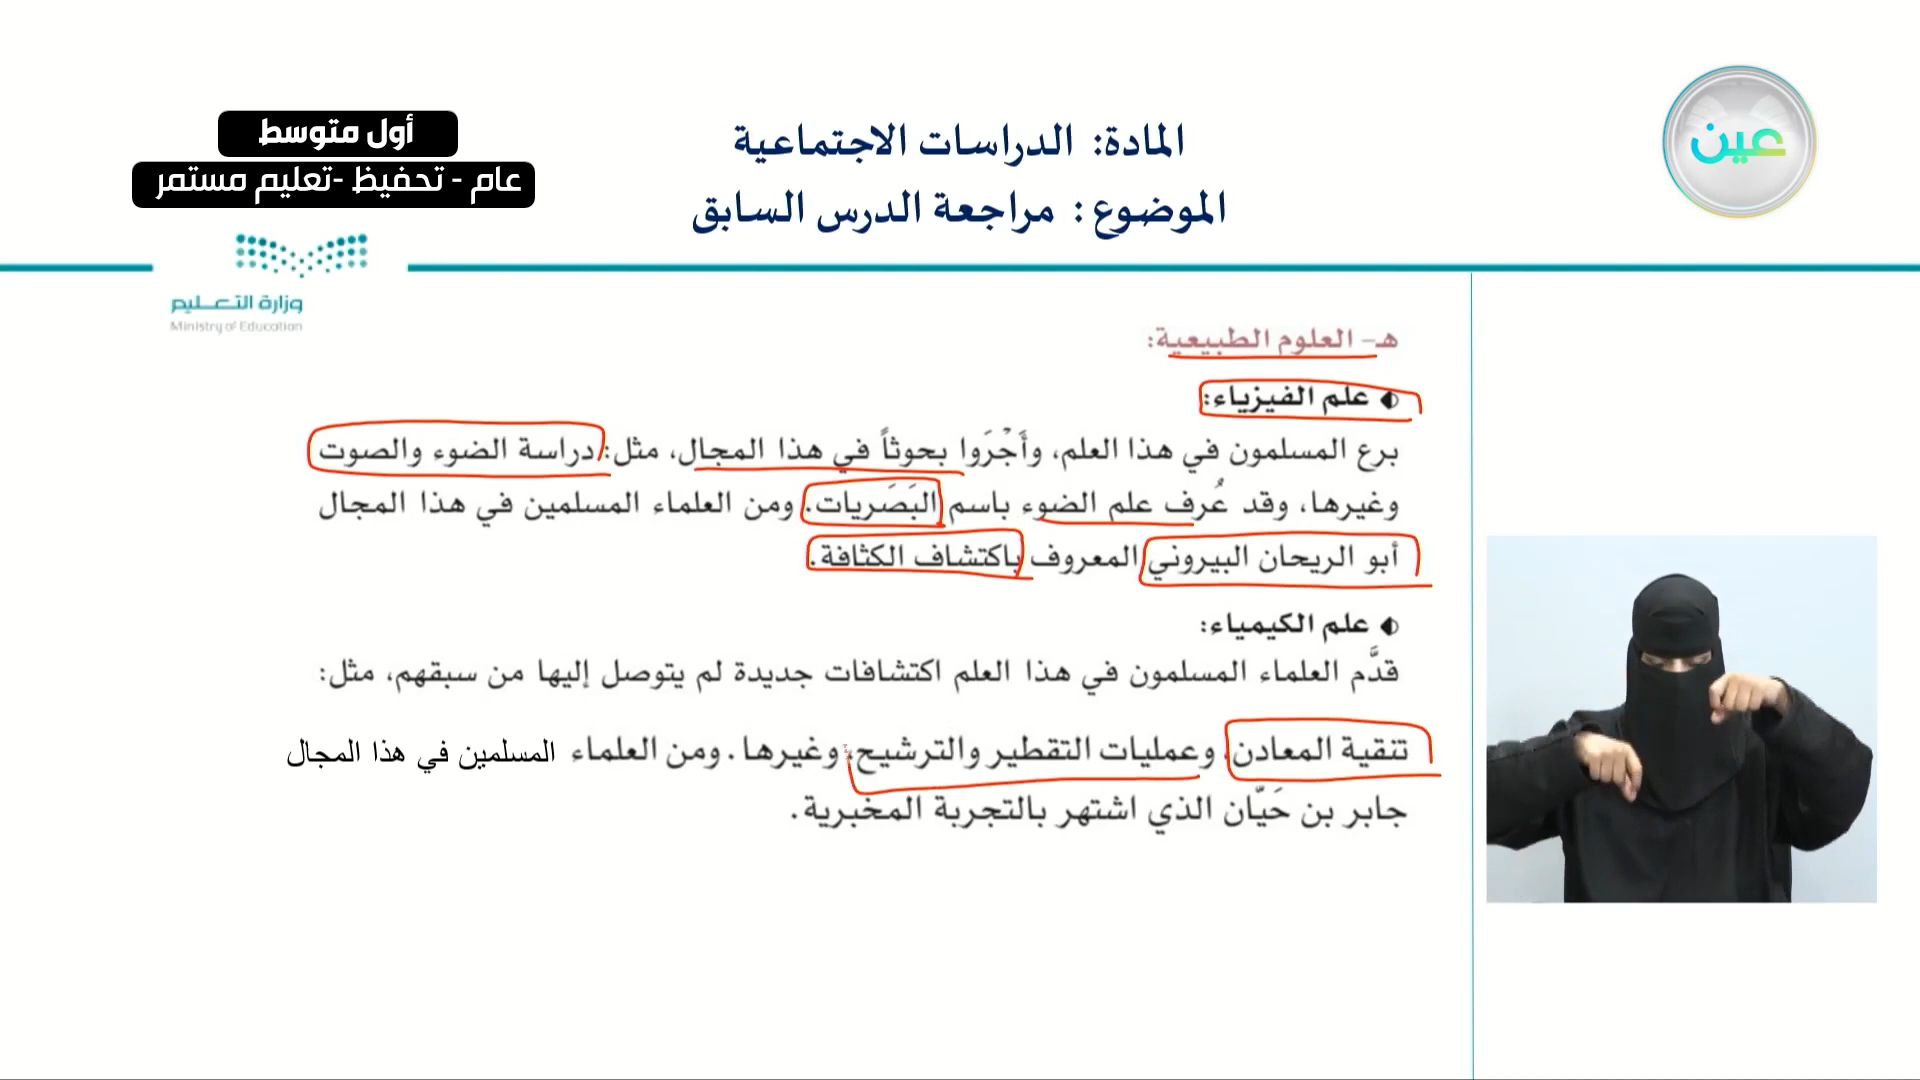 أول متوسط
عام - تحفيظ -تعليم مستمر
المادة: الدراسات الاجتماعية
الموضوع: مراجعة الدرس السابق
عين
وزارة التعليم
Ministry of Education
هـ- العلوم الطبيعية:
علم الفيزياء:
برع المسلمون في هذا العلم، وأَجْرَوا بحوثاً في هذا المجال، مثل: دراسة الضوء والصوت
وغيرها، وقد عُرف علم الضوء باسم البَصَريات. ومن العلماء المسلمين في هذا المجال
أبو الريحان البيروني المعروف باكتشاف الكثافة.
علم الكيمياء:
قدَّم العلماء المسلمون في هذا العلم اكتشافات جديدة لم يتوصل إليها من سبقهم، مثل:
تنقية المعادن، وعمليات التقطير والترشيح، وغيرها. ومن العلماء المسلمين في هذا المجال
جابر بن حَيّان الذي اشتهر بالتجربة المخبرية.